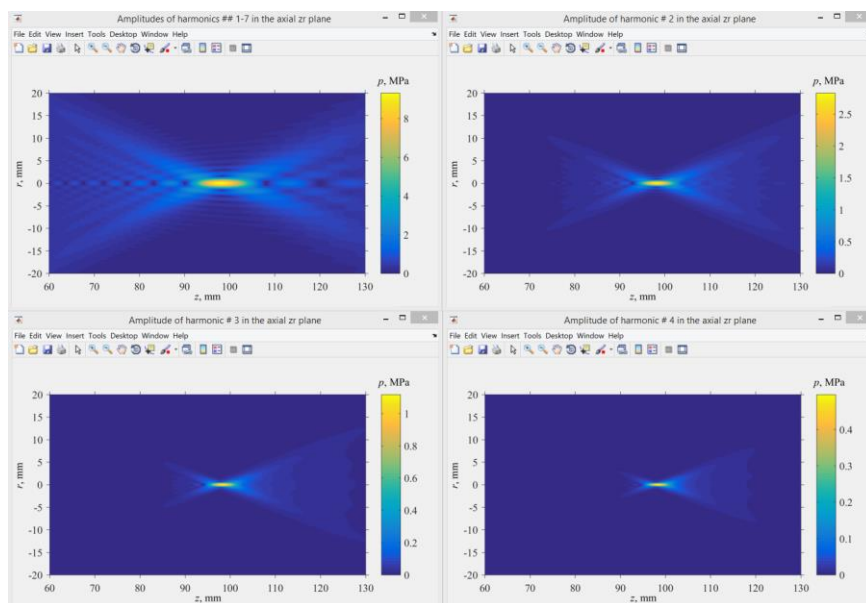 Amplitudes of harmonics ## 1-7 in the axial zr plane
File Edit View Insert Tools Desktop Window Help
p, MPa
20
15
10
5
0
-5
-10
-15
-20
r, mm
60 70 80 90 100 110 120 130
z, mm
8
6
4
2
0
Amplitude of harmonic # 2 in the axial zr plane
File Edit View Insert Tools Desktop Window Help
p, MPa
20
15
10
5
0
-5
-10
-15
-20
r, mm
60 70 80 90 100 110 120 130
z, mm
2.5
2
1.5
1
0.5
0
Amplitude of harmonic # 3 in the axial zr plane
File Edit View Insert Tools Desktop Window Help
p, MPa
20
15
10
5
0
-5
-10
-15
-20
r, mm
60 70 80 90 100 110 120 130
z, mm
1
0.8
0.6
0.4
0.2
0
Amplitude of harmonic # 4 in the axial zr plane
File Edit View Insert Tools Desktop Window Help
p, MPa
20
15
10
5
0
-5
-10
-15
-20
r, mm
60 70 80 90 100 110 120 130
z, mm
0.4
0.3
0.2
0.1
0